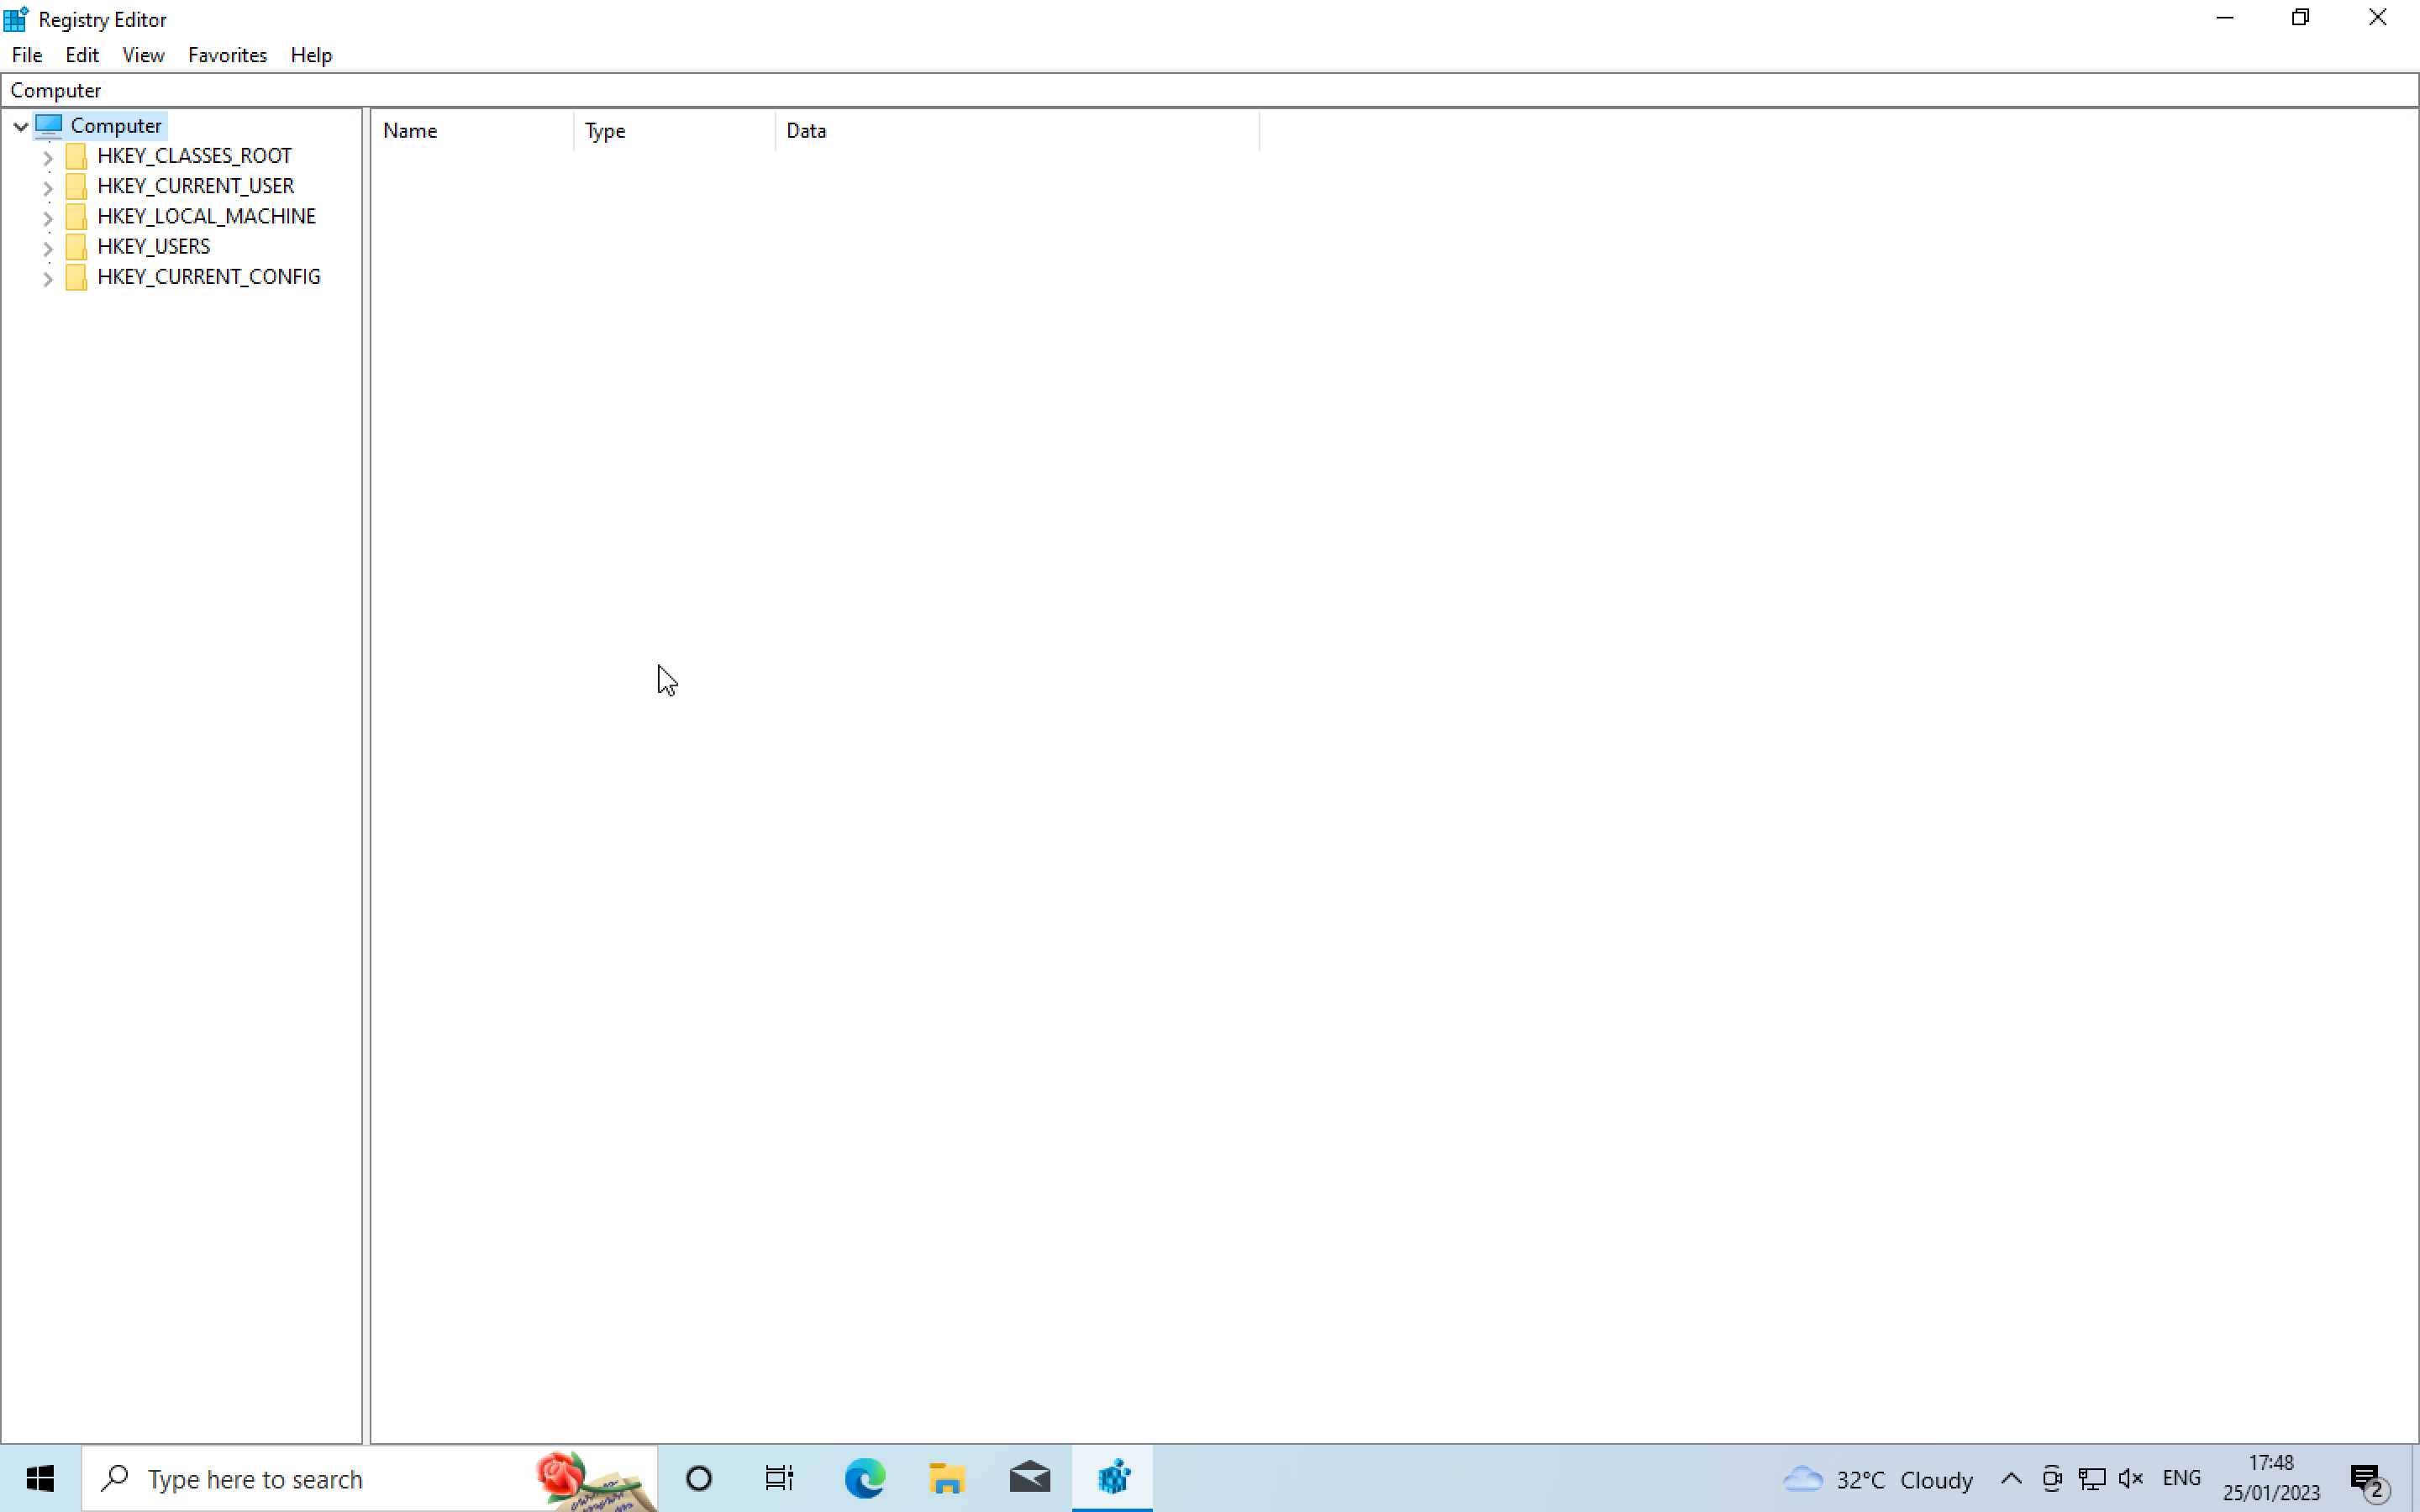 Registry Editor
File Edit View Favorites Help
Computer
Computer
HKEY_CLASSES_ROOT
HKEY_CURRENT_USER
HKEY_LOCAL_MACHINE
HKEY_USERS
HKEY_CURRENT_CONFIG
Name Type Data
Type here to search
32°C Cloudy
ENG
17:48
25/01/2023
2